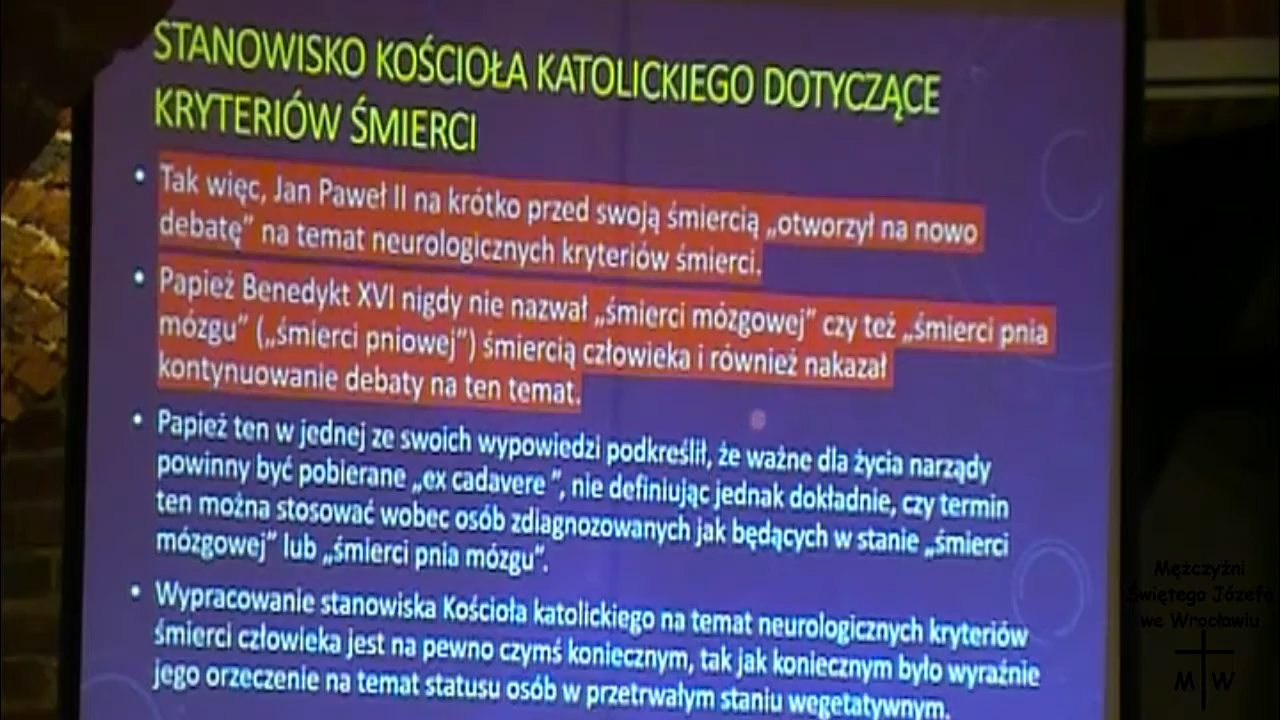 STANOWISKO KOŚCIOŁA KATOLICKIEGO DOTYCZĄCE
KRYTERIÓW ŚMIERCI
• Tak więc, Jan Paweł II na krótko przed swoją śmiercią „otworzył na nowo
debatę” na temat neurologicznych kryteriów śmierci.
• Papież Benedykt XVI nigdy nie nazwał „śmierci mózgowej” czy też „śmierci pnia
mózgu” („śmierci pniowej”) śmiercią człowieka i również nakazał
kontynuowanie debaty na ten temat.
• Papież ten w jednej ze swoich wypowiedzi podkreślił, że ważne dla życia narządy
powinny być pobierane „ex cadavere ”, nie definiując jednak dokładnie, czy termin
ten można stosować wobec osób zdiagnozowanych jak będących w stanie „śmierci
mózgowej” lub „śmierci pnia mózgu”.
• Wypracowanie stanowiska Kościoła katolickiego na temat neurologicznych kryteriów
śmierci człowieka jest na pewno czymś koniecznym, tak jak koniecznym było wyraźnie
jego orzeczenie na temat statusu osób w przetrwałym staniu wegetatywnym.
Mężczyźni
Świętego Józefa
we Wrocławiu
M W